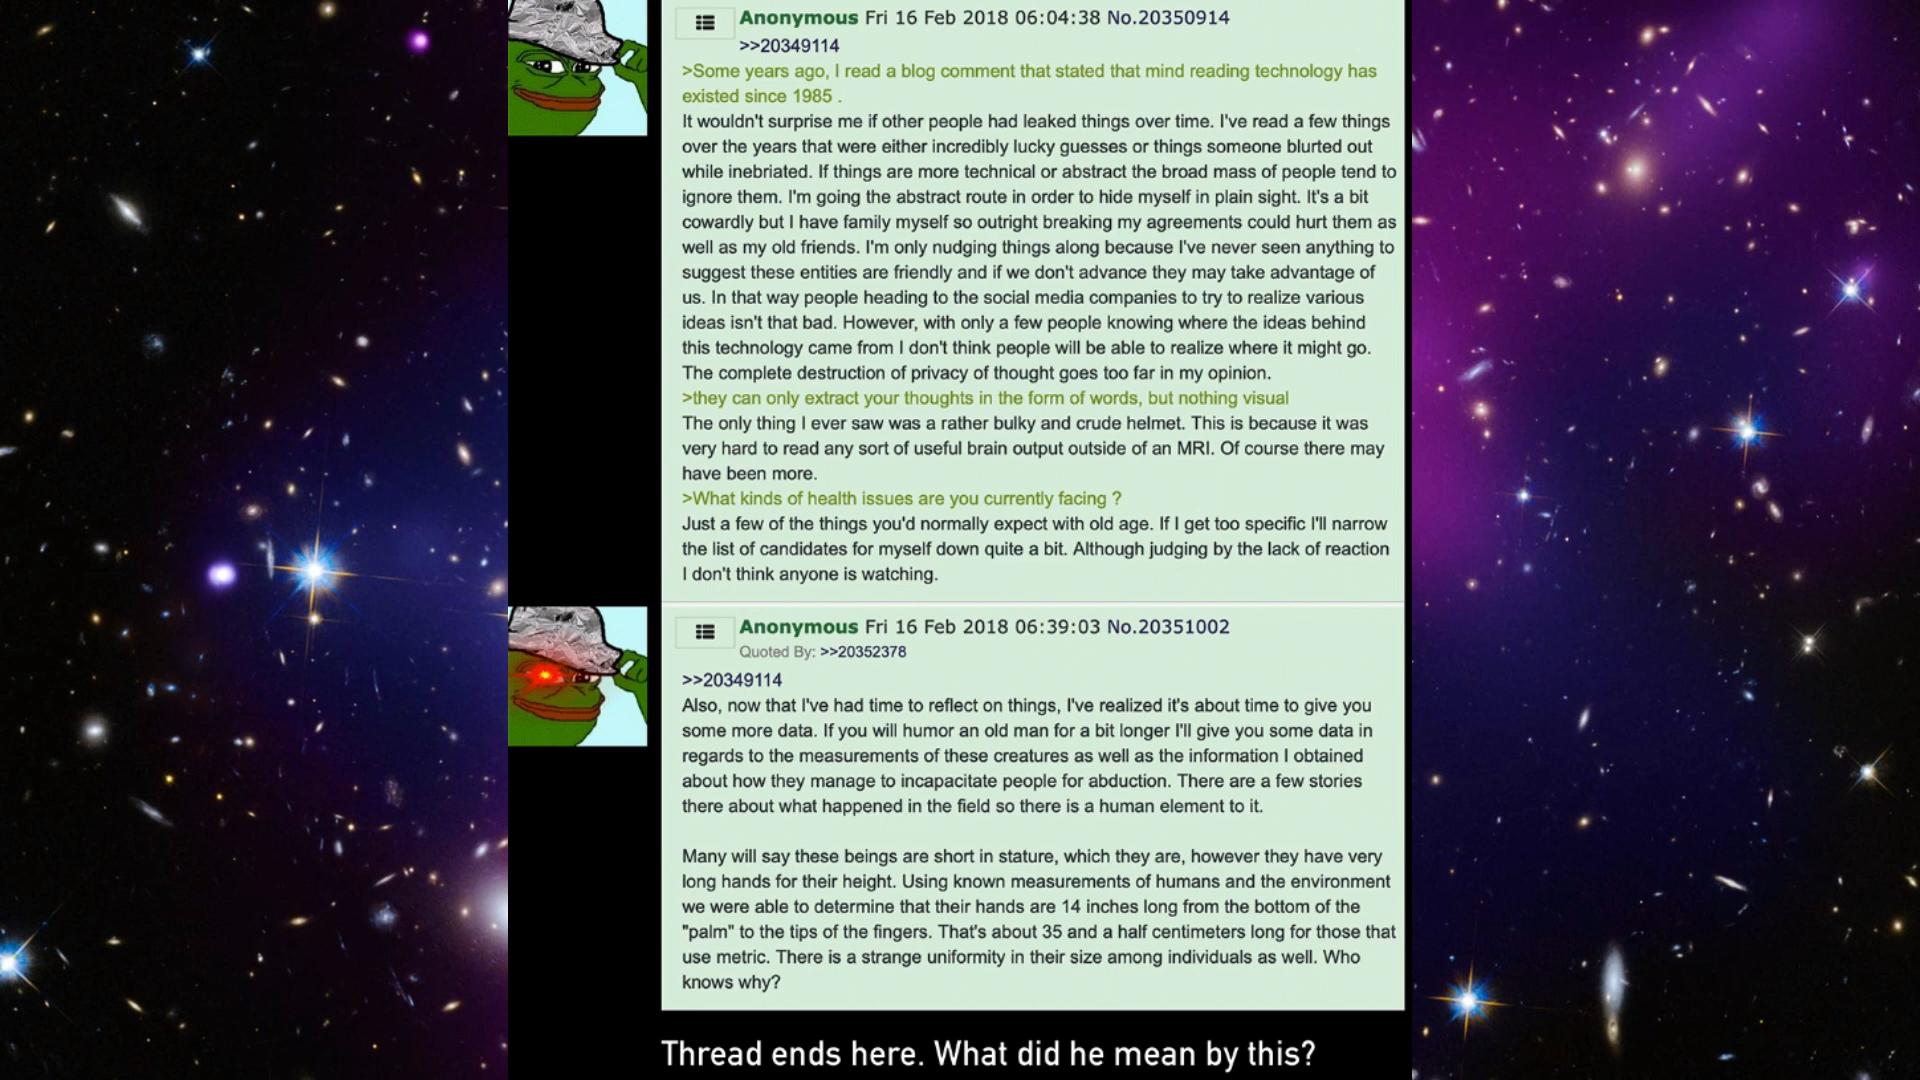 Anonymous Fri 16 Feb 2018 06:04:38 No.20350914
>>20349114
>Some years ago, I read a blog comment that stated that mind reading technology has
existed since 1985 .
It wouldn't surprise me if other people had leaked things over time. I've read a few things
over the years that were either incredibly lucky guesses or things someone blurted out
while inebriated. If things are more technical or abstract the broad mass of people tend to
ignore them. I'm going the abstract route in order to hide myself in plain sight. It's a bit
cowardly but I have family myself so outright breaking my agreements could hurt them as
well as my old friends. I'm only nudging things along because I've never seen anything to
suggest these entities are friendly and if we don't advance they may take advantage of
us. In that way people heading to the social media companies to try to realize various
ideas isn't that bad. However, with only a few people knowing where the ideas behind
this technology came from I don't think people will be able to realize where it might go.
The complete destruction of privacy of thought goes too far in my opinion.
>they can only extract your thoughts in the form of words, but nothing visual
The only thing I ever saw was a rather bulky and crude helmet. This is because it was
very hard to read any sort of useful brain output outside of an MRI. Of course there may
have been more.
>What kinds of health issues are you currently facing ?
Just a few of the things you'd normally expect with old age. If I get too specific I'll narrow
the list of candidates for myself down quite a bit. Although judging by the lack of reaction
I don't think anyone is watching.
Anonymous Fri 16 Feb 2018 06:39:03 No.20351002
Quoted By: >>20352378
>>20349114
Also, now that I've had time to reflect on things, I've realized it's about time to give you
some more data. If you will humor an old man for a bit longer I'll give you some data in
regards to the measurements of these creatures as well as the information I obtained
about how they manage to incapacitate people for abduction. There are a few stories
there about what happened in the field so there is a human element to it.
Many will say these beings are short in stature, which they are, however they have very
long hands for their height. Using known measurements of humans and the environment
we were able to determine that their hands are 14 inches long from the bottom of the
"palm" to the tips of the fingers. That's about 35 and a half centimeters long for those that
use metric. There is a strange uniformity in their size among individuals as well. Who
knows why?
Thread ends here. What did he mean by this?